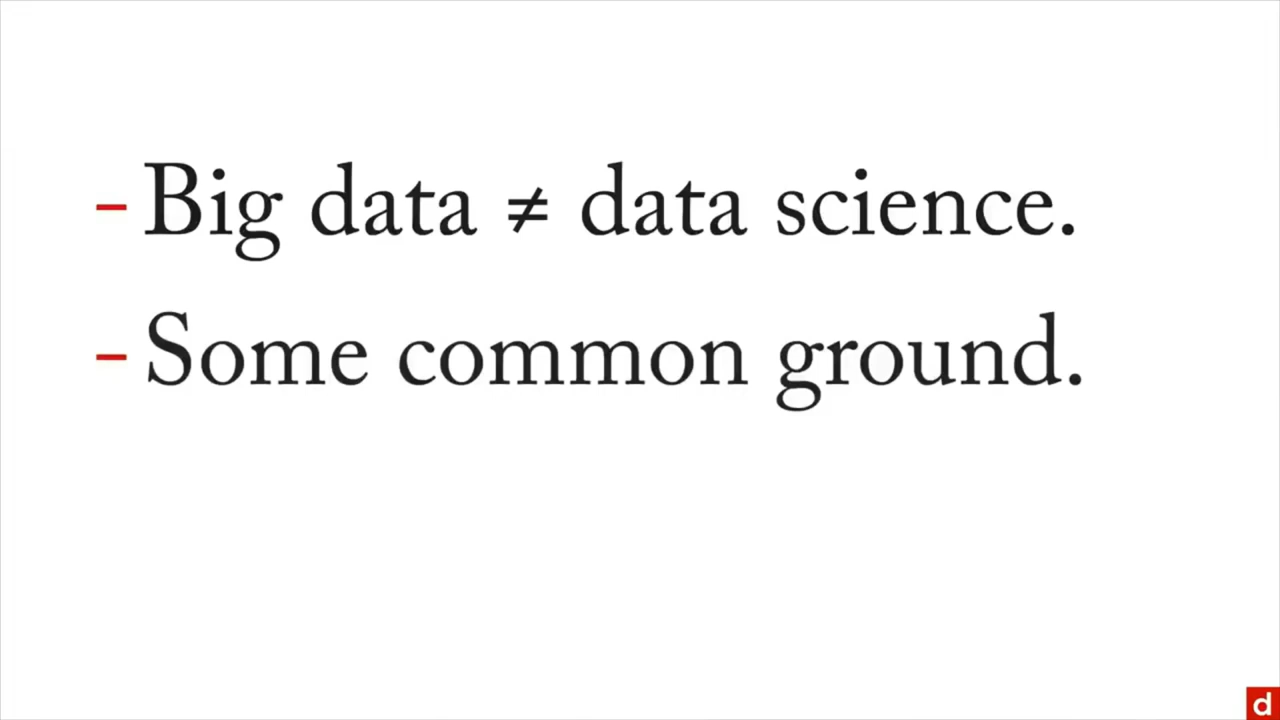 - Big data ≠ data science.
- Some common ground.
d